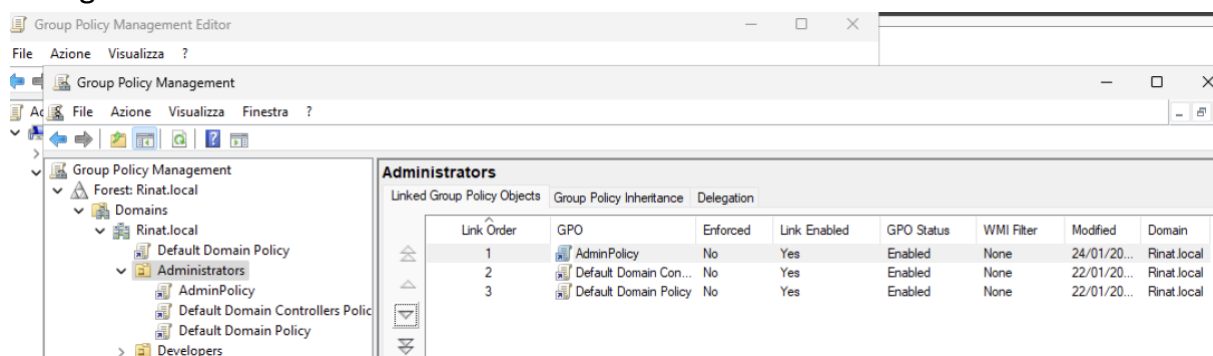 Group Policy Management Editor
File Azione Visualizza ?
Group Policy Management
File Azione Visualizza Finestra ?
Group Policy Management
Forest: Rinat.local
Domains
Rinat.local
Default Domain Policy
Administrators
AdminPolicy
Default Domain Controllers Polic
Default Domain Policy
Developers
Administrators
Linked Group Policy Objects Group Policy Inheritance Delegation
Link Order GPO Enforced Link Enabled GPO Status WMI Filter Modified Domain
1 AdminPolicy No Yes Enabled None 24/01/20... Rinat.local
2 Default Domain Con... No Yes Enabled None 22/01/20... Rinat.local
3 Default Domain Policy No Yes Enabled None 22/01/20... Rinat.local